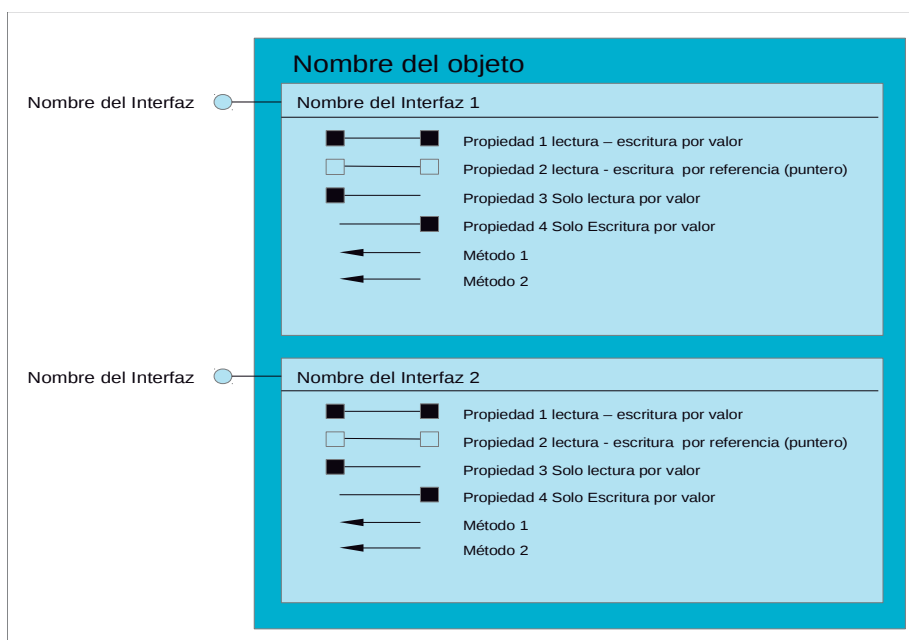 Nombre del objeto
Nombre del Interfaz
Nombre del Interfaz 1
Propiedad 1 lectura – escritura por valor
Propiedad 2 lectura - escritura  por referencia (puntero)
Propiedad 3 Solo lectura por valor
Propiedad 4 Solo Escritura por valor
Método 1
Método 2
Nombre del Interfaz
Nombre del Interfaz 2
Propiedad 1 lectura – escritura por valor
Propiedad 2 lectura - escritura  por referencia (puntero)
Propiedad 3 Solo lectura por valor
Propiedad 4 Solo Escritura por valor
Método 1
Método 2